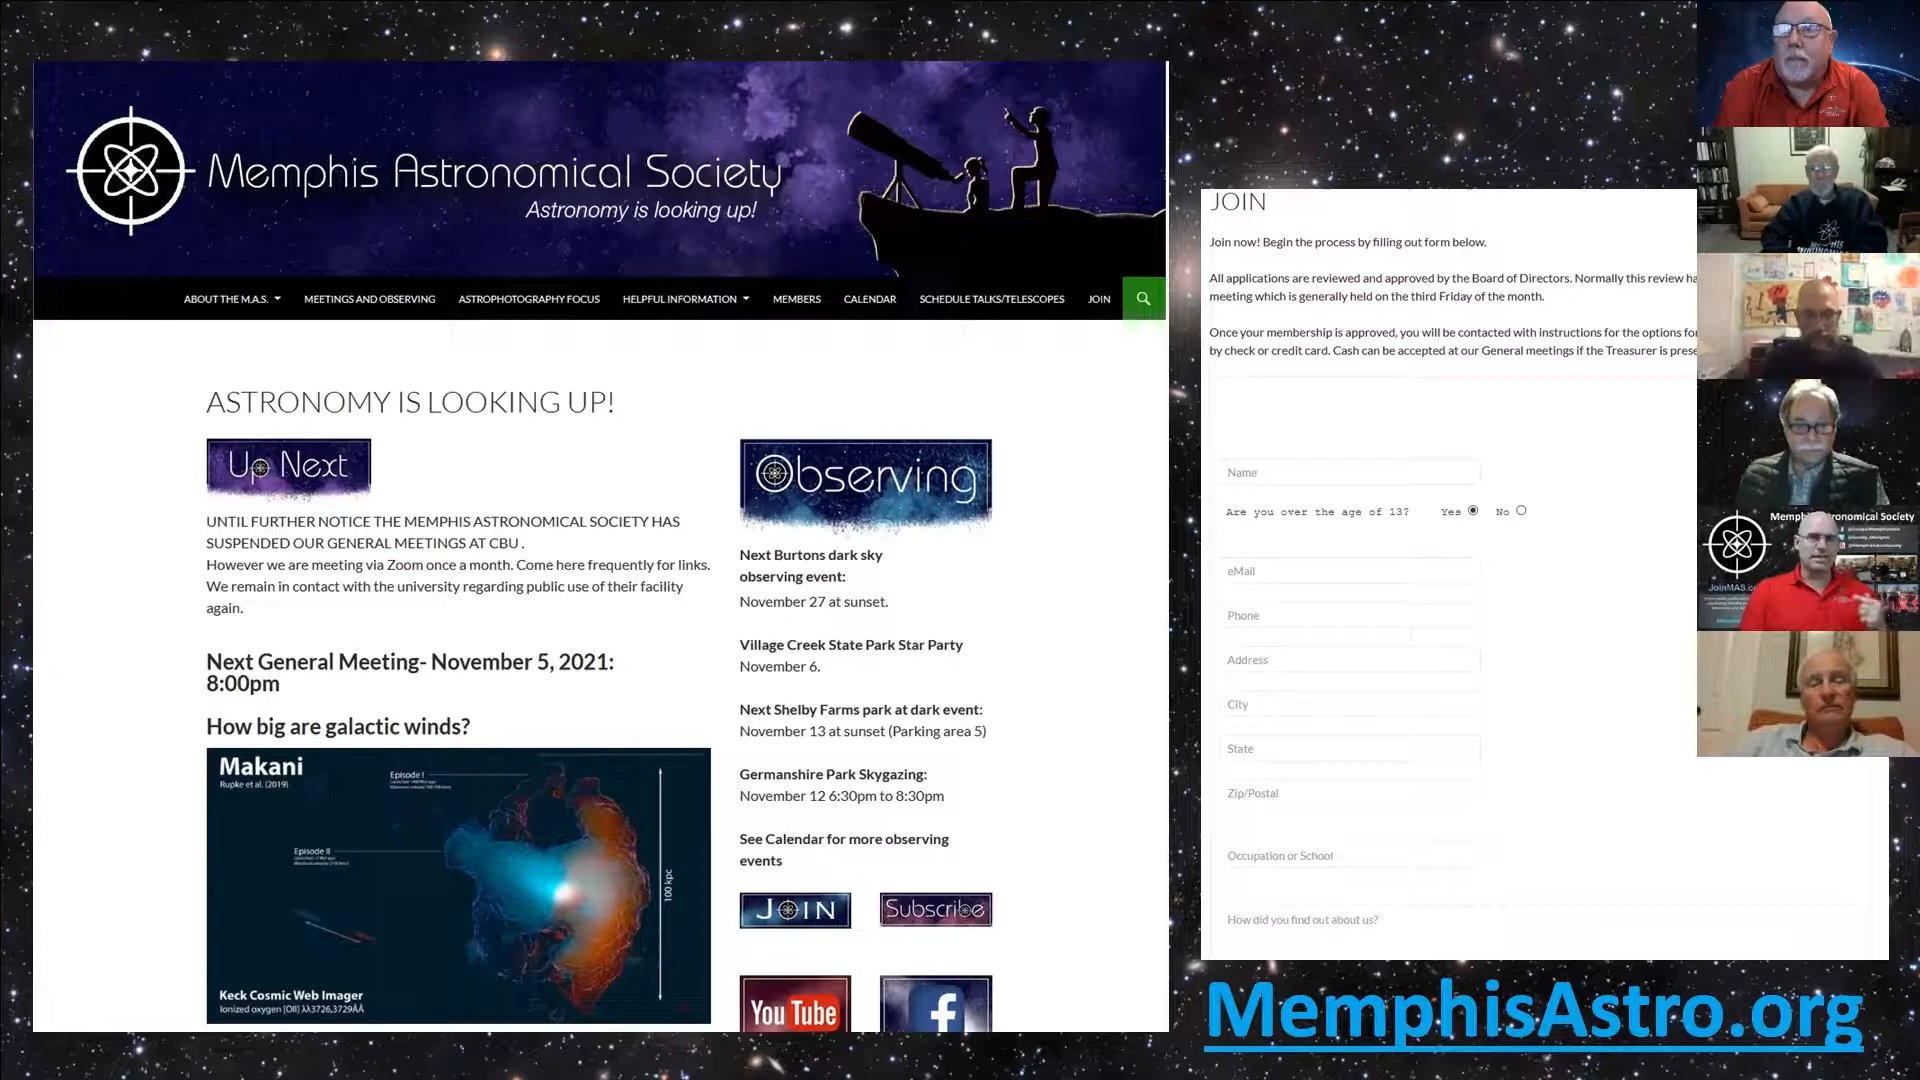 Memphis Astronomical Society
Astronomy is looking up!
ABOUT THE M.A.S.
MEETINGS AND OBSERVING
ASTROPHOTOGRAPHY FOCUS
HELPFUL INFORMATION
MEMBERS
CALENDAR
SCHEDULE TALKS/TELESCOPES
JOIN
ASTRONOMY IS LOOKING UP!
Up Next
UNTIL FURTHER NOTICE THE MEMPHIS ASTRONOMICAL SOCIETY HAS
SUSPENDED OUR GENERAL MEETINGS AT CBU .
However we are meeting via Zoom once a month. Come here frequently for links.
We remain in contact with the university regarding public use of their facility
again.
Next General Meeting- November 5, 2021:
8:00pm
How big are galactic winds?
Makani
Rupke et al. (2019)
Episode I
Episode II
100 kpc
Keck Cosmic Web Imager
Ionized oxygen [OII] λλ3726,3729ÅÅ
Observing
Next Burtons dark sky
observing event:
November 27 at sunset.
Village Creek State Park Star Party
November 6.
Next Shelby Farms park at dark event:
November 13 at sunset (Parking area 5)
Germanshire Park Skygazing:
November 12 6:30pm to 8:30pm
See Calendar for more observing
events
JOIN
Subscribe
YouTube
f
JOIN
Join now! Begin the process by filling out form below.
All applications are reviewed and approved by the Board of Directors. Normally this review ha
meeting which is generally held on the third Friday of the month.
Once your membership is approved, you will be contacted with instructions for the options for
by check or credit card. Cash can be accepted at our General meetings if the Treasurer is prese
Name
Are you over the age of 13? Yes No
eMail
Phone
Address
City
State
Zip/Postal
Occupation or School
How did you find out about us?
MemphisAstro.org
Memph ronomical Society
JoinMAS.c